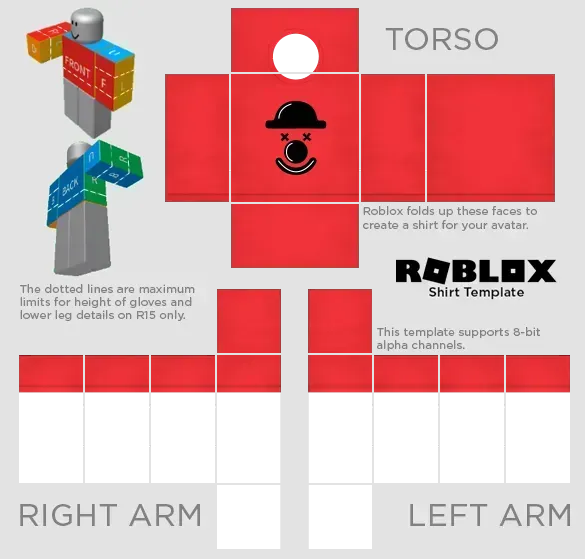 TORSO
FRONT
F
L
U
D
R
BACK
U
R
B
Roblox folds up these faces to
create a shirt for your avatar.
ROBLOX
Shirt Template
The dotted lines are maximum
limits for height of gloves and
lower leg details on R15 only.
This template supports 8-bit
alpha channels.
RIGHT ARM
LEFT ARM